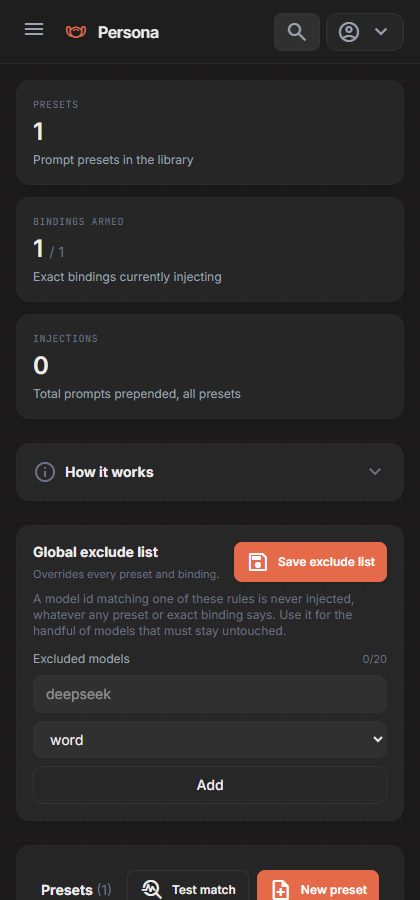 Persona
PRESETS
1
Prompt presets in the library
BINDINGS ARMED
1 / 1
Exact bindings currently injecting
INJECTIONS
0
Total prompts prepended, all presets
How it works
Global exclude list
Overrides every preset and binding.
Save exclude list
A model id matching one of these rules is never injected,
whatever any preset or exact binding says. Use it for the
handful of models that must stay untouched.
Excluded models 0/20
deepseek
word
Add
Presets (1) Test match New preset